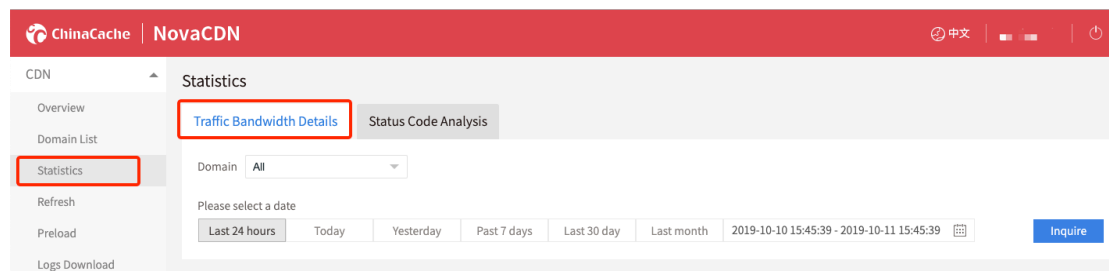 ChinaCache | NovaCDN 中文
CDN
Overview
Domain List
Statistics
Refresh
Preload
Logs Download
Statistics
Traffic Bandwidth Details Status Code Analysis
Domain All
Please select a date
Last 24 hours Today Yesterday Past 7 days Last 30 day Last month 2019-10-10 15:45:39 - 2019-10-11 15:45:39 Inquire